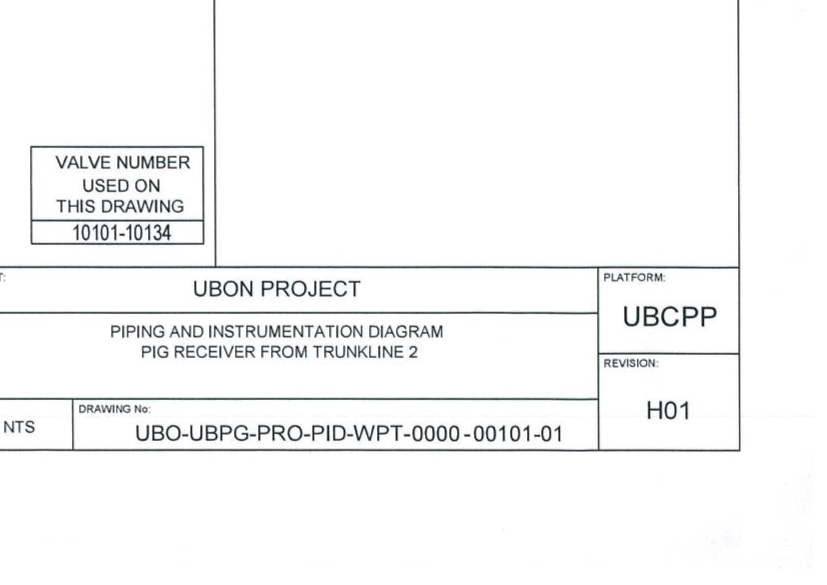 VALVE NUMBER
USED ON
THIS DRAWING
10101-10134
T:
UBON PROJECT
PLATFORM:
UBCPP
PIPING AND INSTRUMENTATION DIAGRAM
PIG RECEIVER FROM TRUNKLINE 2
REVISION:
H01
NTS
DRAWING No:
UBO-UBPG-PRO-PID-WPT-0000-00101-01